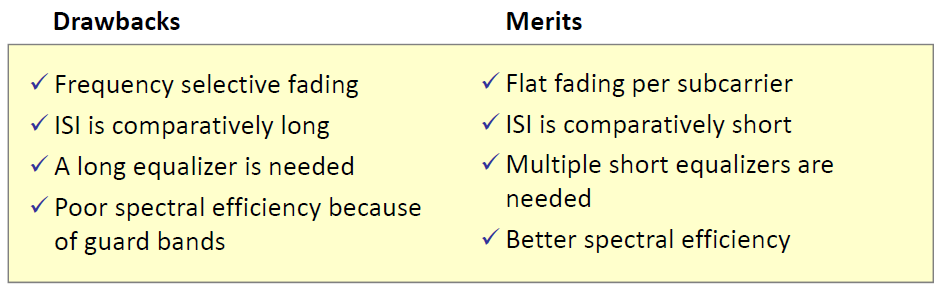 Drawbacks
Merits
✓ Frequency selective fading
✓ ISI is comparatively long
✓ A long equalizer is needed
✓ Poor spectral efficiency because
of guard bands
✓ Flat fading per subcarrier
✓ ISI is comparatively short
✓ Multiple short equalizers are
needed
✓ Better spectral efficiency